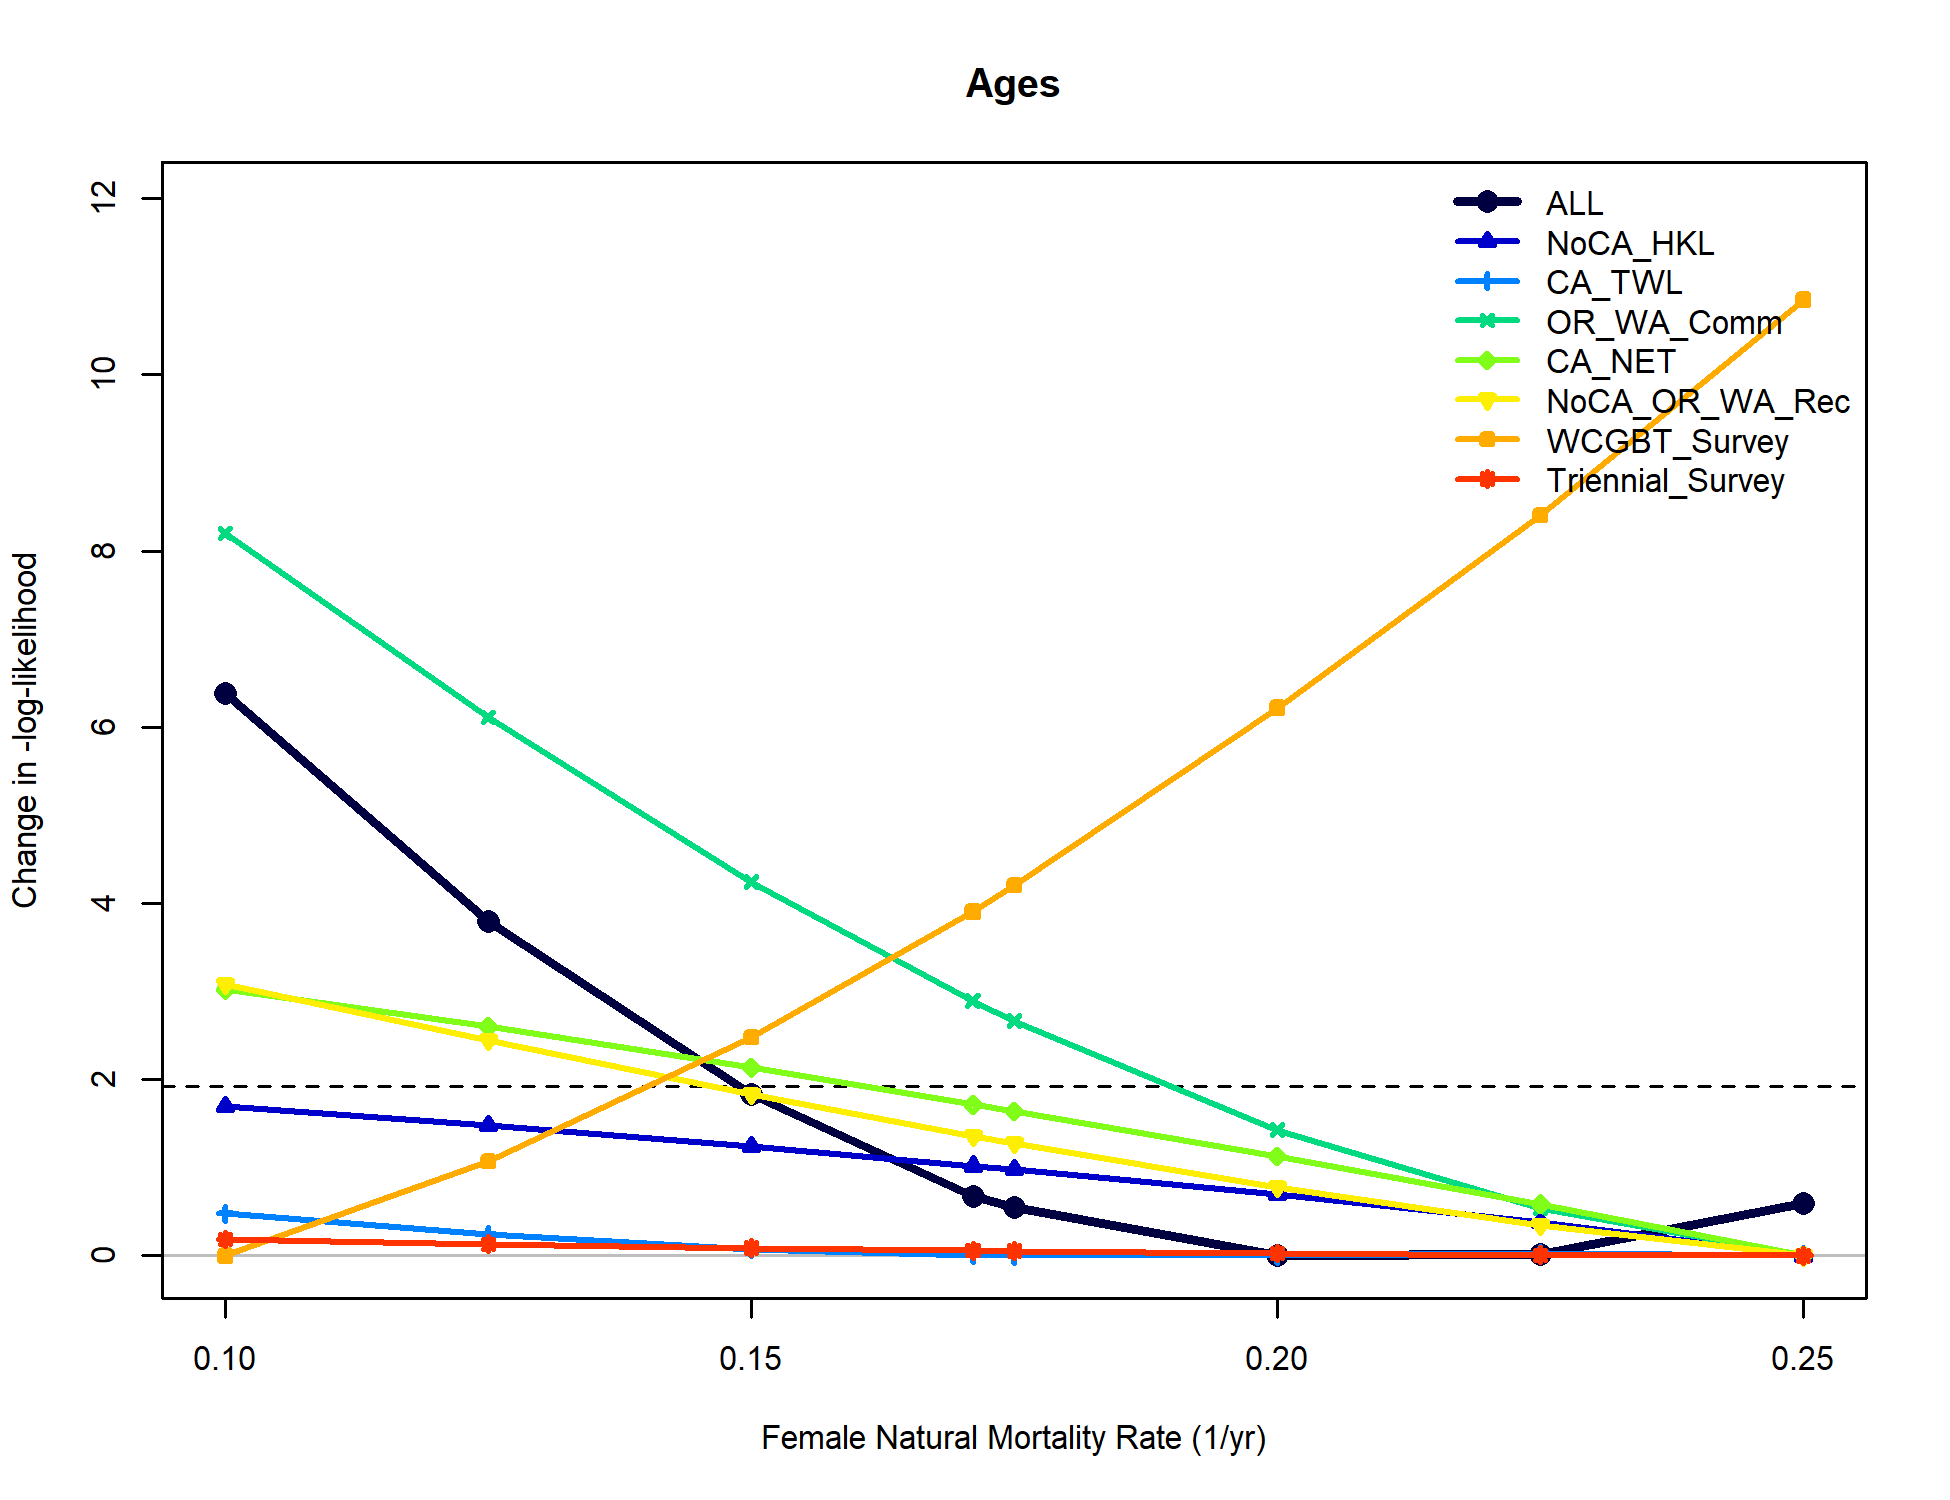 Ages
Change in -log-likelihood
12
10
8
6
4
2
0
ALL
NoCA_HKL
CA_TWL
OR_WA_Comm
CA_NET
NoCA_OR_WA_Rec
WCGBT_Survey
Triennial_Survey
0.10 0.15 0.20 0.25
Female Natural Mortality Rate (1/yr)